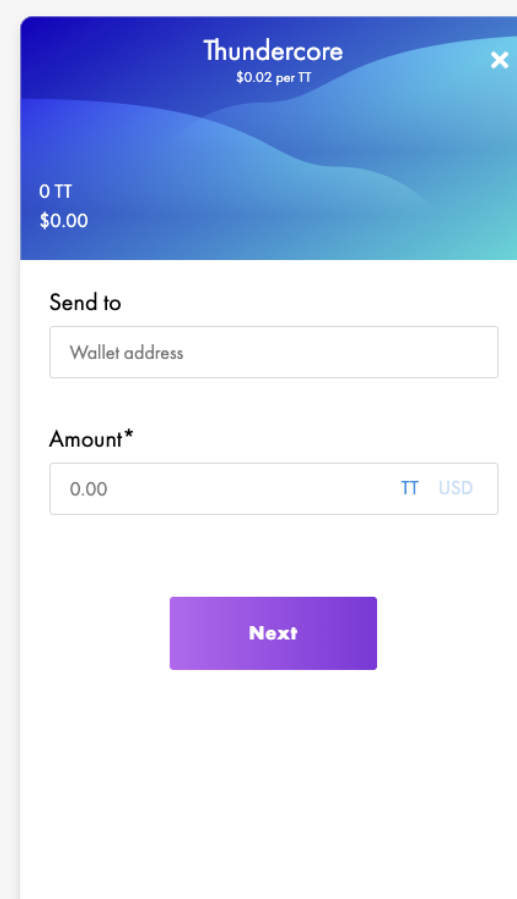 Thundercore
$0.02 per TT
0 TT
$0.00
Send to
Wallet address
Amount*
0.00 TT USD
Next